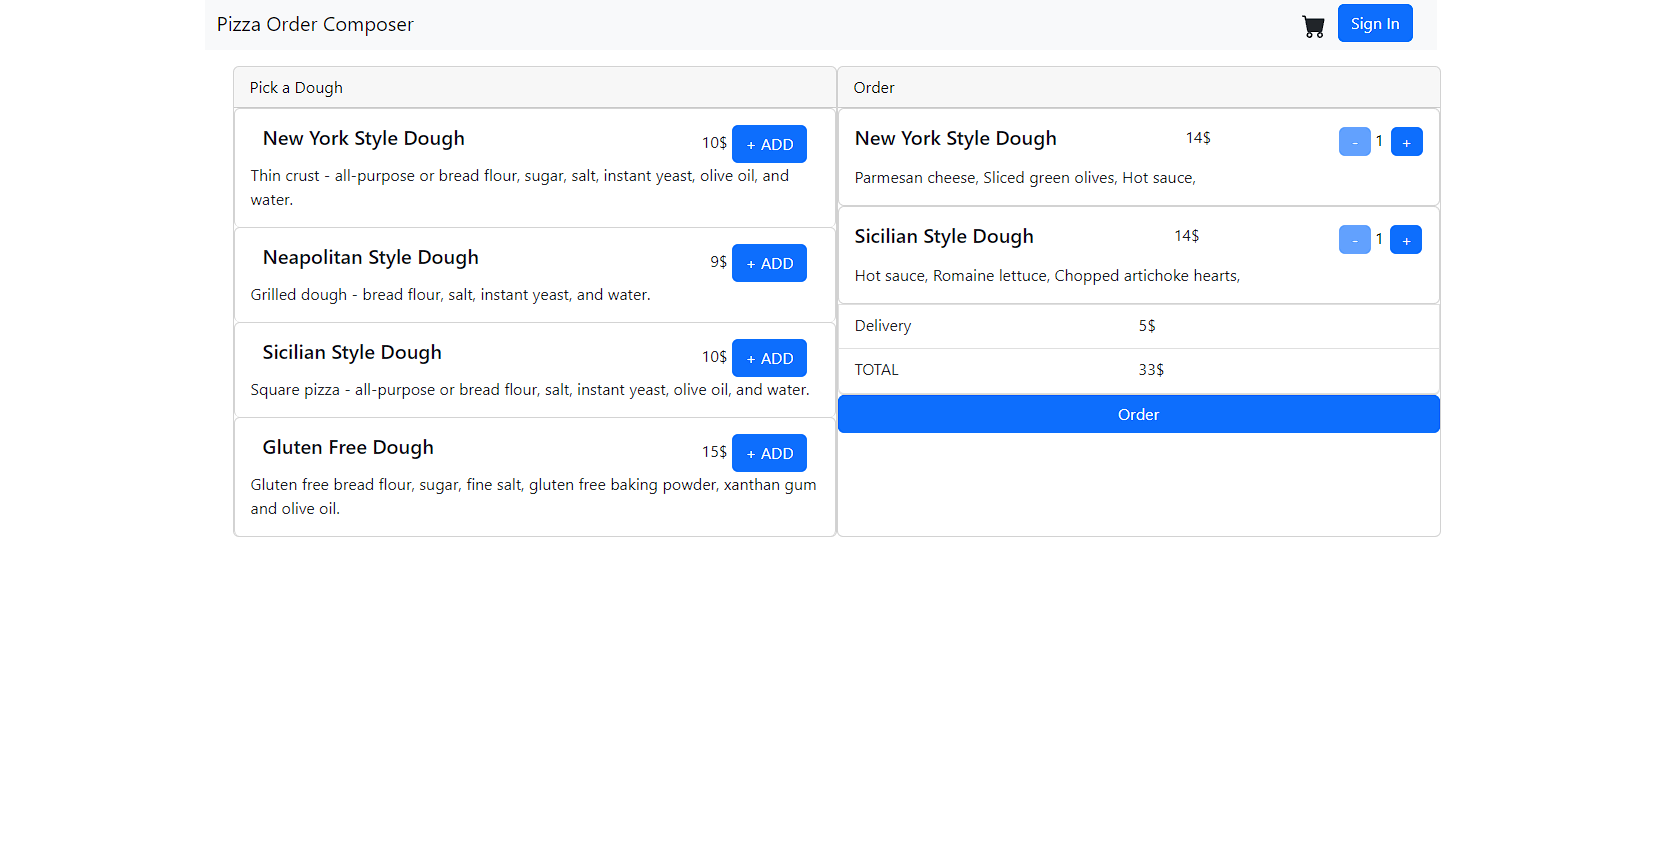 Pizza Order Composer
Sign In
Pick a Dough
New York Style Dough
10$
+ ADD
Thin crust - all-purpose or bread flour, sugar, salt, instant yeast, olive oil, and
water.
Neapolitan Style Dough
9$
+ ADD
Grilled dough - bread flour, salt, instant yeast, and water.
Sicilian Style Dough
10$
+ ADD
Square pizza - all-purpose or bread flour, salt, instant yeast, olive oil, and water.
Gluten Free Dough
15$
+ ADD
Gluten free bread flour, sugar, fine salt, gluten free baking powder, xanthan gum
and olive oil.
Order
New York Style Dough
14$
- 1 +
Parmesan cheese, Sliced green olives, Hot sauce,
Sicilian Style Dough
14$
- 1 +
Hot sauce, Romaine lettuce, Chopped artichoke hearts,
Delivery
5$
TOTAL
33$
Order